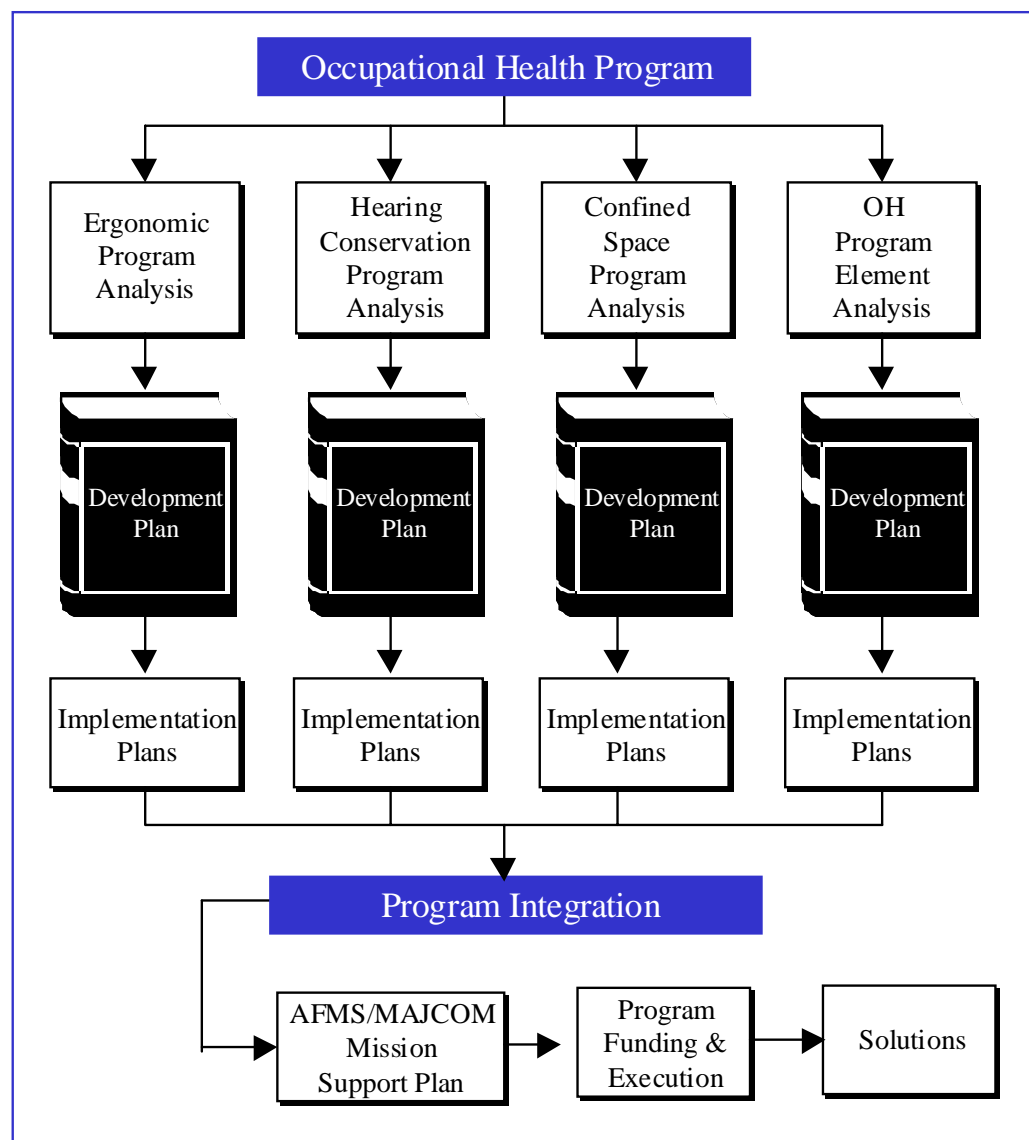 Occupational Health Program
Ergonomic
Program
Analysis
Hearing
Conservation
Program
Analysis
Confined
Space
Program
Analysis
OH
Program
Element
Analysis
Development
Plan
Development
Plan
Development
Plan
Development
Plan
Implementation
Plans
Implementation
Plans
Implementation
Plans
Implementation
Plans
Program Integration
AFMS/MAJCOM
Mission
Support Plan
Program
Funding &
Execution
Solutions